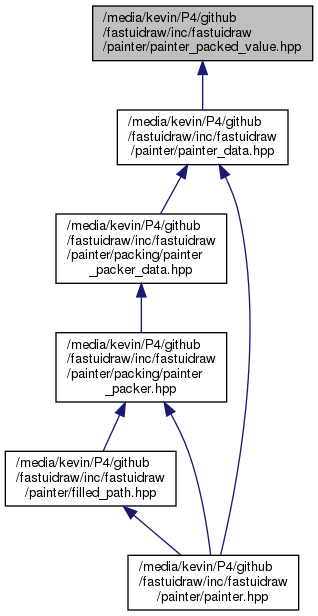 /media/kevin/P4/github
/fastuidraw/inc/fastuidraw
/painter/painter_packed_value.hpp
/media/kevin/P4/github
/fastuidraw/inc/fastuidraw
/painter/painter_data.hpp
/media/kevin/P4/github
/fastuidraw/inc/fastuidraw
/painter/packing/painter
_packer_data.hpp
/media/kevin/P4/github
/fastuidraw/inc/fastuidraw
/painter/packing/painter
_packer.hpp
/media/kevin/P4/github
/fastuidraw/inc/fastuidraw
/painter/filled_path.hpp
/media/kevin/P4/github
/fastuidraw/inc/fastuidraw
/painter/painter.hpp